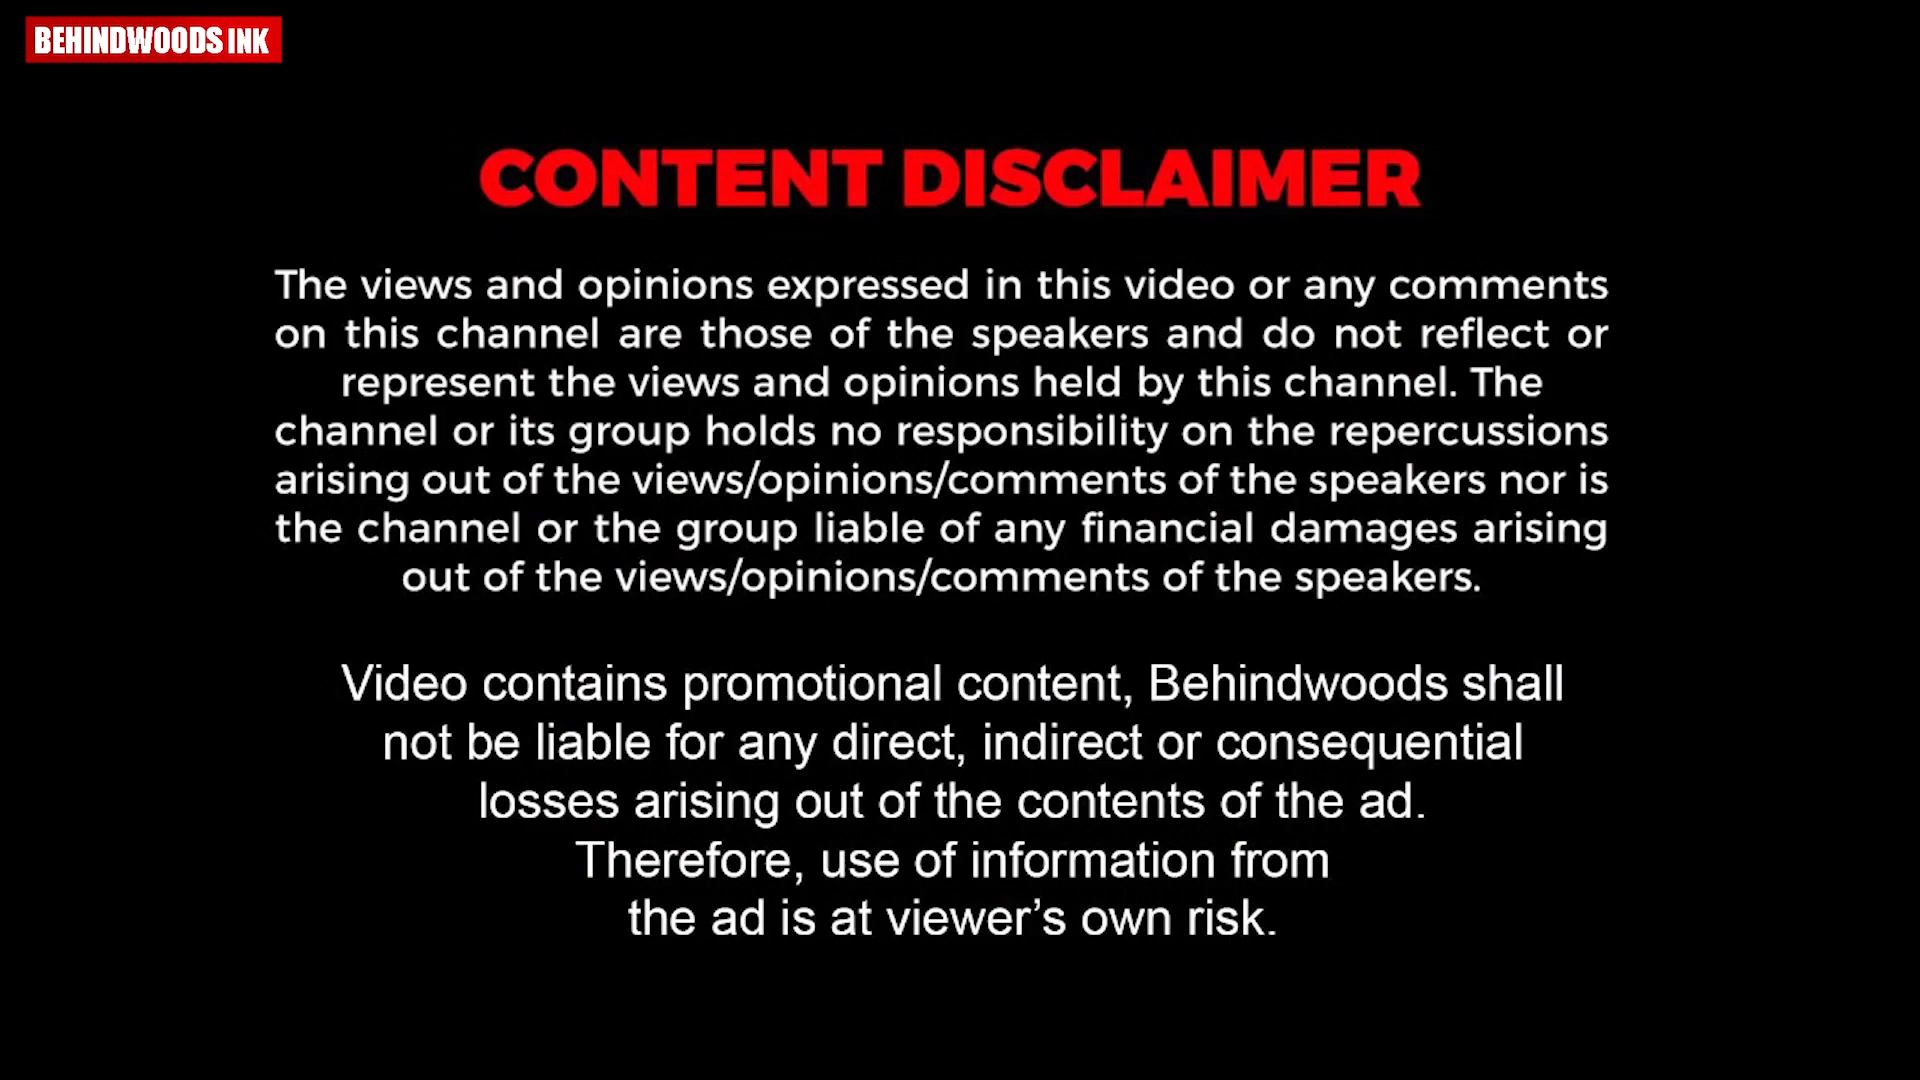 BEHINDWOODS INK
CONTENT DISCLAIMER
The views and opinions expressed in this video or any comments
on this channel are those of the speakers and do not reflect or
represent the views and opinions held by this channel. The
channel or its group holds no responsibility on the repercussions
arising out of the views/opinions/comments of the speakers nor is
the channel or the group liable of any financial damages arising
out of the views/opinions/comments of the speakers.
Video contains promotional content, Behindwoods shall
not be liable for any direct, indirect or consequential
losses arising out of the contents of the ad.
Therefore, use of information from
the ad is at viewer’s own risk.